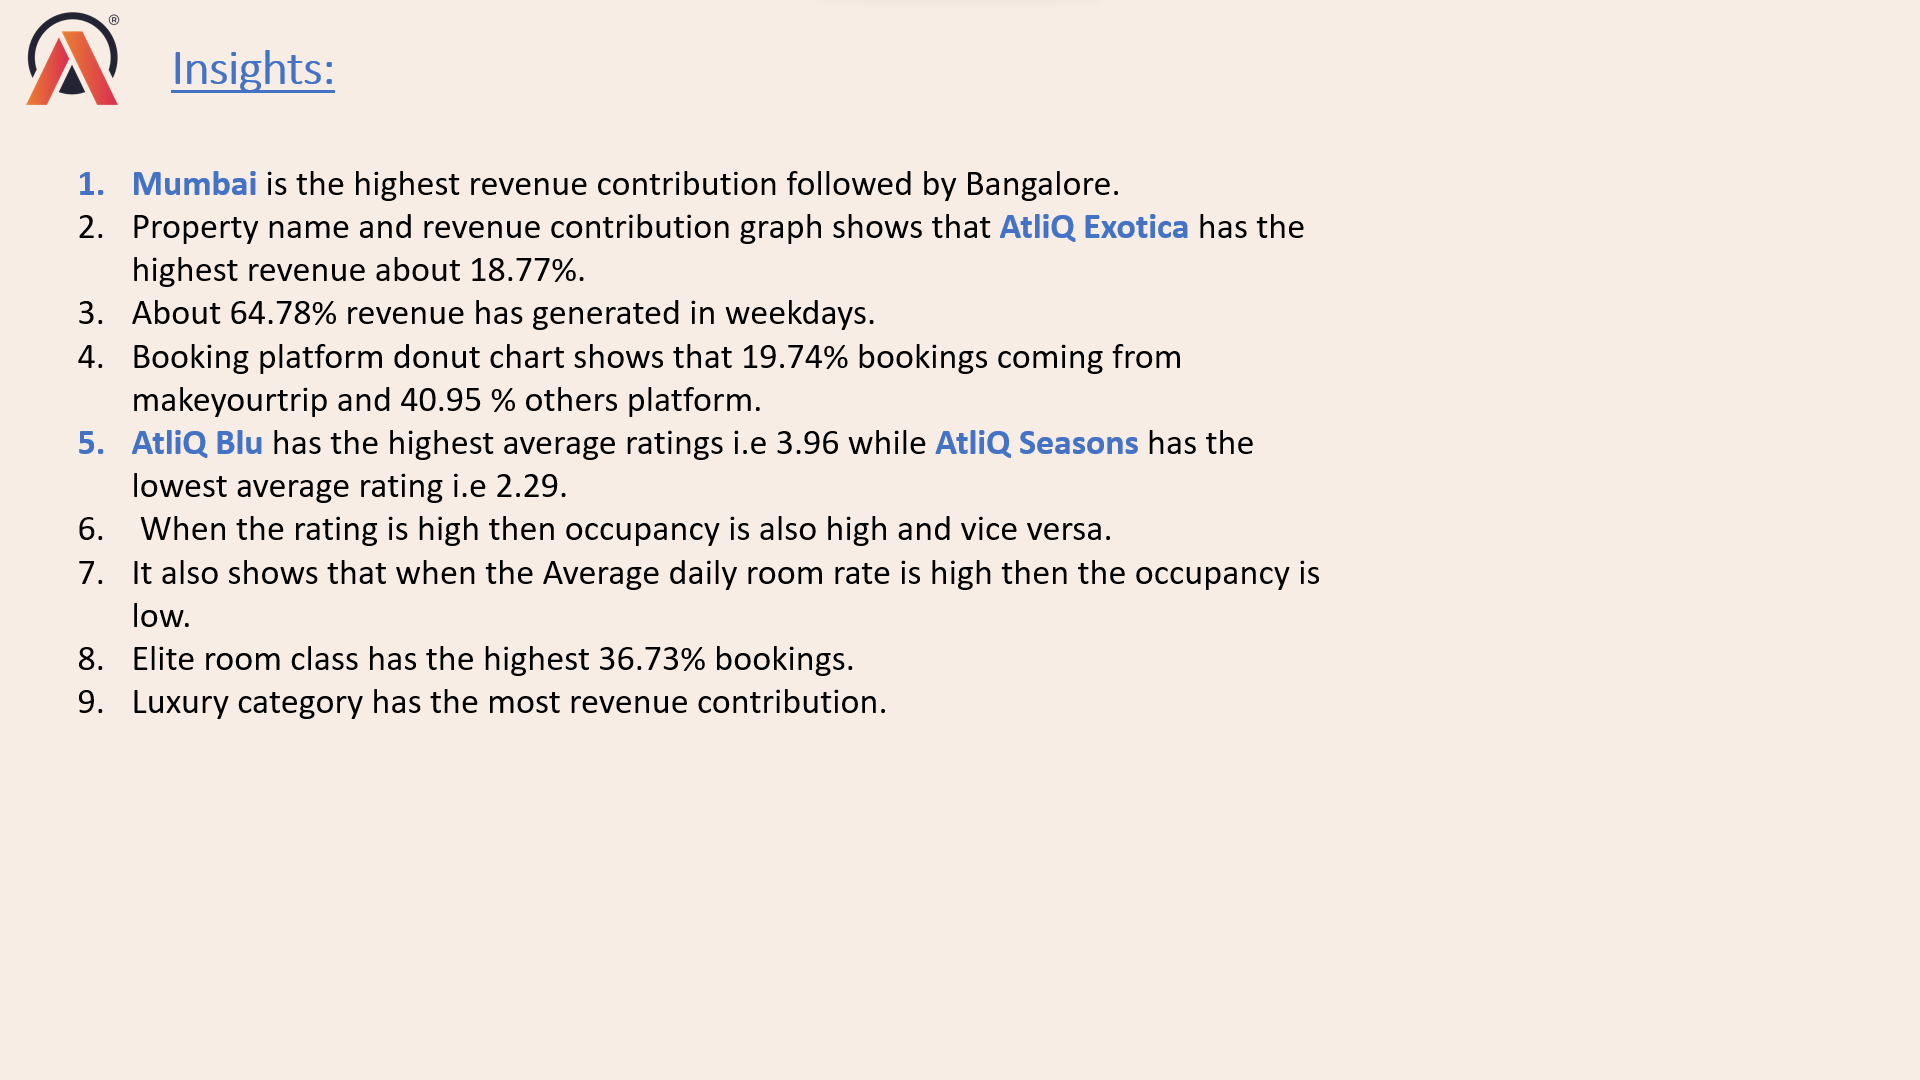 ®
Insights:
1. Mumbai is the highest revenue contribution followed by Bangalore.
2. Property name and revenue contribution graph shows that AtliQ Exotica has the
highest revenue about 18.77%.
3. About 64.78% revenue has generated in weekdays.
4. Booking platform donut chart shows that 19.74% bookings coming from
makeyourtrip and 40.95 % others platform.
5. AtliQ Blu has the highest average ratings i.e 3.96 while AtliQ Seasons has the
lowest average rating i.e 2.29.
6. When the rating is high then occupancy is also high and vice versa.
7. It also shows that when the Average daily room rate is high then the occupancy is
low.
8. Elite room class has the highest 36.73% bookings.
9. Luxury category has the most revenue contribution.